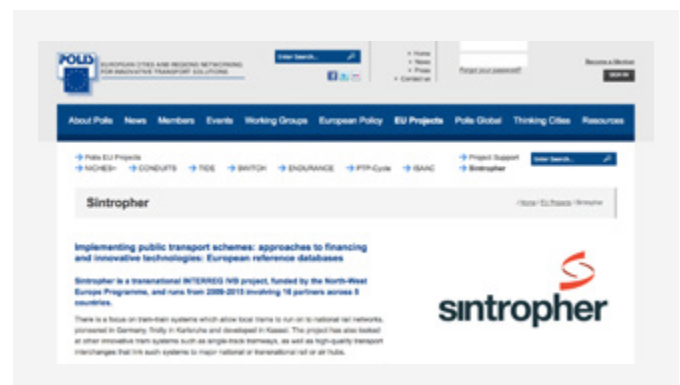 POLIS EUROPEAN CITIES AND REGIONS NETWORKING
FOR INNOVATIVE TRANSPORT SOLUTIONS
Enter Search...
Home
News
Press
Contact us
Forgot your password?
Become a Member
SIGN IN
About Polis News Members Events Working Groups European Policy EU Projects Polis Global Thinking Cities Resources
Polis EU Projects Project Support Enter Search...
NICHES+ CONDUITS TIDE SWITCH ENDURANCE PTP-Cycle ISAAC Sintropher
Sintropher
/ Home / EU Projects / Sintropher
Implementing public transport schemes: approaches to financing
and innovative technologies: European reference databases
Sintropher is a transnational INTERREG IVB project, funded by the North-West
Europe Programme, and runs from 2009-2015 involving 16 partners across 5
countries.
There is a focus on tram-train systems which allow local trams to run on to national rail networks,
pioneered in Germany, firstly in Karlsruhe and developed in Kassel. The project has also looked
at other innovative tram systems such as single-track tramways, as well as high-quality transport
interchanges that link such systems to major national or transnational rail or air hubs.
sintropher